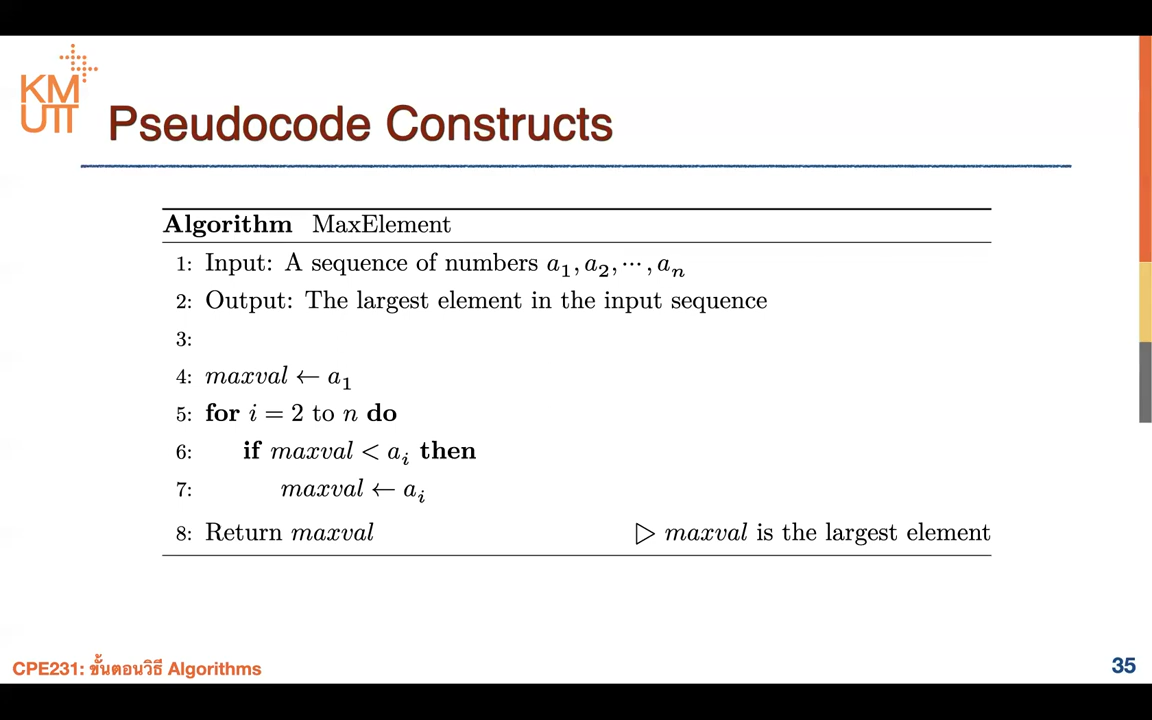 KM
UTT
Pseudocode Constructs
Algorithm MaxElement
1: Input: A sequence of numbers a₁, a₂, ⋯, aₙ
2: Output: The largest element in the input sequence
3:
4: maxval ← a₁
5: for i = 2 to n do
6: if maxval < aᵢ then
7: maxval ← aᵢ
8: Return maxval ▷ maxval is the largest element
CPE231: ขั้นตอนวิธี Algorithms
35